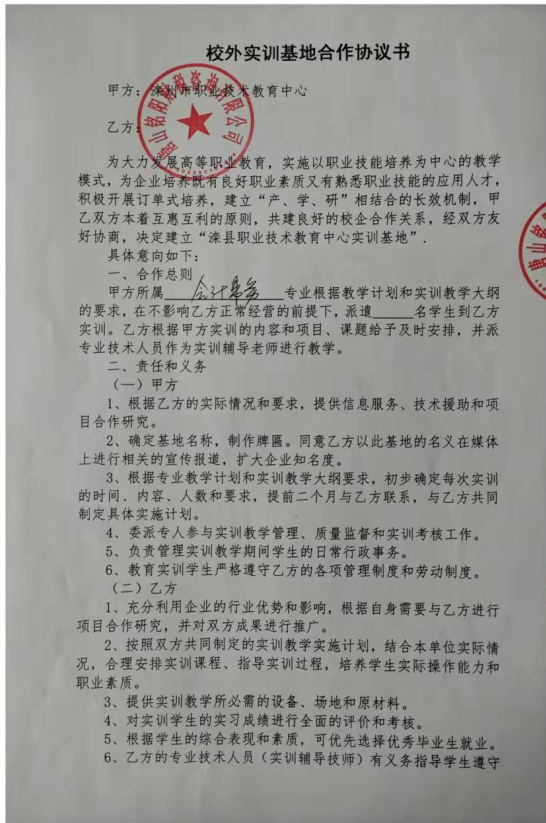 校外实训基地合作协议书
甲方：滦州市职业技术教育中心
乙方：
唐山铭阳财税咨询有限公司
为大力发展高等职业教育，实施以职业技能培养为中心的教学
模式，为企业培养既有良好职业素质又有熟悉职业技能的应用人才，
积极开展订单式培养，建立“产、学、研”相结合的长效机制，甲
乙双方本着互惠互利的原则，共建良好的校企合作关系，经双方友
好协商，决定建立“滦县职业技术教育中心实训基地”.
具体意向如下：
一、合作总则
甲方所属 会计事务 专业根据教学计划和实训教学大纲
的要求，在不影响乙方正常经营的前提下，派遣______名学生到乙方
实训。乙方根据甲方实训的内容和项目、课题给予及时安排，并派
专业技术人员作为实训辅导老师进行教学。
二、责任和义务
（一）甲方
1、根据乙方的实际情况和要求，提供信息服务、技术援助和项
目合作研究。
2、确定基地名称，制作牌匾。同意乙方以此基地的名义在媒体
上进行相关的宣传报道，扩大企业知名度。
3、根据专业教学计划和实训教学大纲要求，初步确定每次实训
的时间、内容、人数和要求，提前二个月与乙方联系，与乙方共同
制定具体实施计划。
4、委派专人参与实训教学管理、质量监督和实训考核工作。
5、负责管理实训教学期间学生的日常行政事务。
6、教育实训学生严格遵守乙方的各项管理制度和劳动制度。
（二）乙方
1、充分利用企业的行业优势和影响，根据自身需要与乙方进行
项目合作研究，并对双方成果进行推广。
2、按照双方共同制定的实训教学实施计划，结合本单位实际情
况，合理安排实训课程、指导实训过程，培养学生实际操作能力和
职业素质。
3、提供实训教学所必需的设备、场地和原材料。
4、对实训学生的实习成绩进行全面的评价和考核。
5、根据学生的综合表现和素质，可优先选择优秀毕业生就业。
6、乙方的专业技术人员（实训辅导技师）有义务指导学生遵守